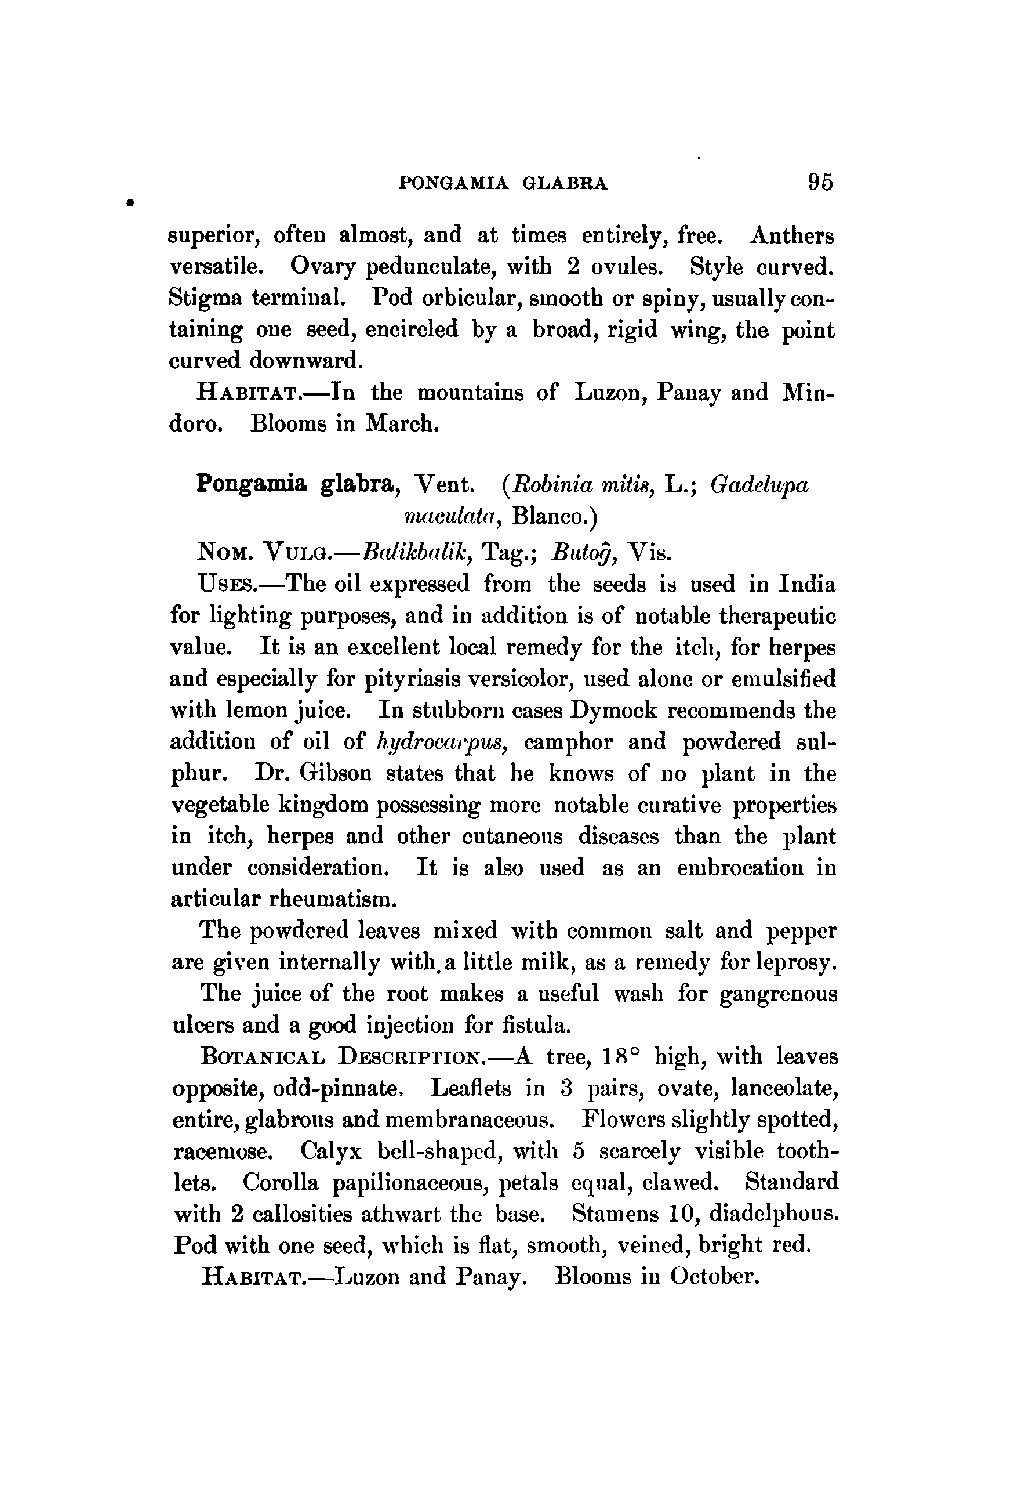 PONGAMIA GLABRA 95
superior, often almost, and at times entirely, free. Anthers
versatile. Ovary pedunculate, with 2 ovules. Style curved.
Stigma terminal. Pod orbicular, smooth or spiny, usually con-
taining one seed, encircled by a broad, rigid wing, the point
curved downward.
HABITAT.—In the mountains of Luzon, Panay and Min-
doro. Blooms in March.
Pongamia glabra, Vent. (Robinia mitis, L.; Gadelupa
maculata, Blanco.)
NOM. VULG.—Balikbalik, Tag.; Butog̃, Vis.
USES.—The oil expressed from the seeds is used in India
for lighting purposes, and in addition is of notable therapeutic
value. It is an excellent local remedy for the itch, for herpes
and especially for pityriasis versicolor, used alone or emulsified
with lemon juice. In stubborn cases Dymock recommends the
addition of oil of hydrocarpus, camphor and powdered sul-
phur. Dr. Gibson states that he knows of no plant in the
vegetable kingdom possessing more notable curative properties
in itch, herpes and other cutaneous diseases than the plant
under consideration. It is also used as an embrocation in
articular rheumatism.
The powdered leaves mixed with common salt and pepper
are given internally with a little milk, as a remedy for leprosy.
The juice of the root makes a useful wash for gangrenous
ulcers and a good injection for fistula.
BOTANICAL DESCRIPTION.—A tree, 18° high, with leaves
opposite, odd-pinnate. Leaflets in 3 pairs, ovate, lanceolate,
entire, glabrous and membranaceous. Flowers slightly spotted,
racemose. Calyx bell-shaped, with 5 scarcely visible tooth-
lets. Corolla papilionaceous, petals equal, clawed. Standard
with 2 callosities athwart the base. Stamens 10, diadelphous.
Pod with one seed, which is flat, smooth, veined, bright red.
HABITAT.—Luzon and Panay. Blooms in October.